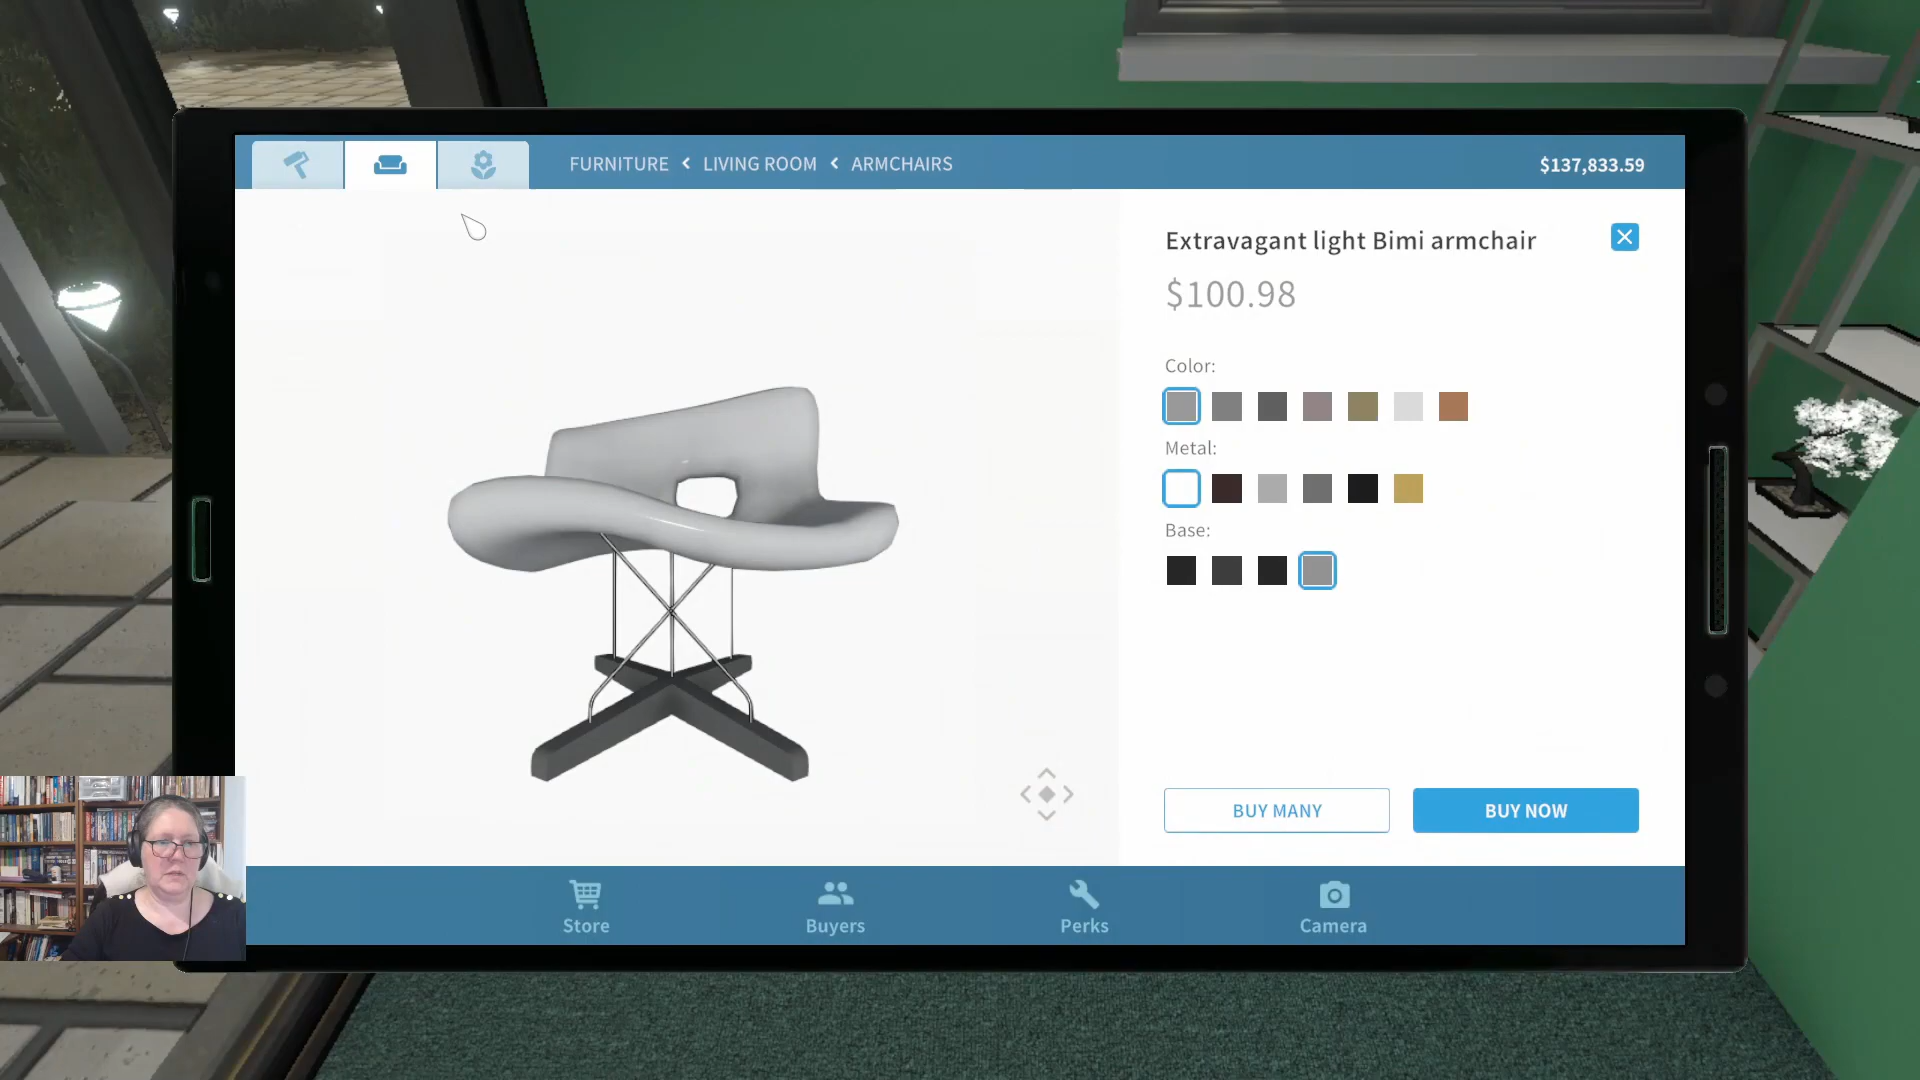 FURNITURE < LIVING ROOM < ARMCHAIRS
$137,833.59
Extravagant light Bimi armchair
$100.98
Color:
Metal:
Base:
BUY MANY
BUY NOW
Store
Buyers
Perks
Camera